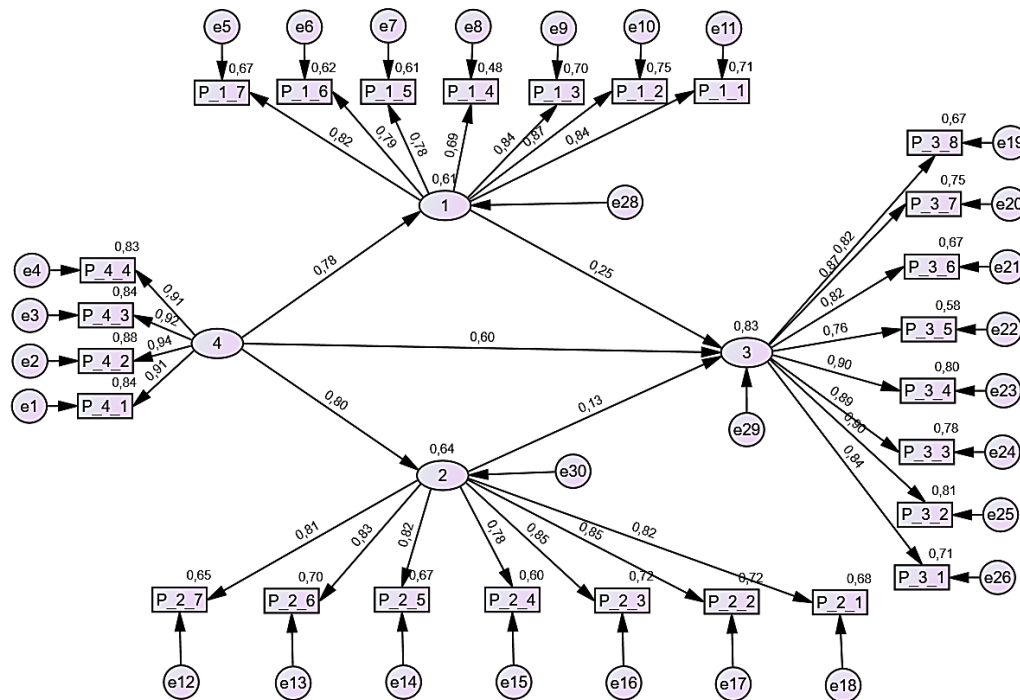 e5 e6 e7 e8 e9 e10 e11
0,67 0,62 0,61 0,48 0,70 0,75 0,71
P_1_7 P_1_6 P_1_5 P_1_4 P_1_3 P_1_2 P_1_1
0,82 0,79 0,78 0,69 0,84 0,87 0,84
0,61
1
e28
0,78
0,25
0,83
e4 P_4_4
0,91
0,84
e3 P_4_3
0,92
0,88
e2 P_4_2
0,94
0,84
e1 P_4_1
0,91
4
0,60
0,83
3
e29
0,80
0,13
0,64
2
e30
0,67
P_3_8 e19
0,82
0,75
P_3_7 e20
0,87
0,67
P_3_6 e21
0,82
0,58
P_3_5 e22
0,76
0,80
P_3_4 e23
0,90
0,78
P_3_3 e24
0,89
0,81
P_3_2 e25
0,90
0,71
P_3_1 e26
0,84
0,81 0,83 0,82 0,78 0,85 0,85 0,82
0,65 0,70 0,67 0,60 0,72 0,72 0,68
P_2_7 P_2_6 P_2_5 P_2_4 P_2_3 P_2_2 P_2_1
e12 e13 e14 e15 e16 e17 e18